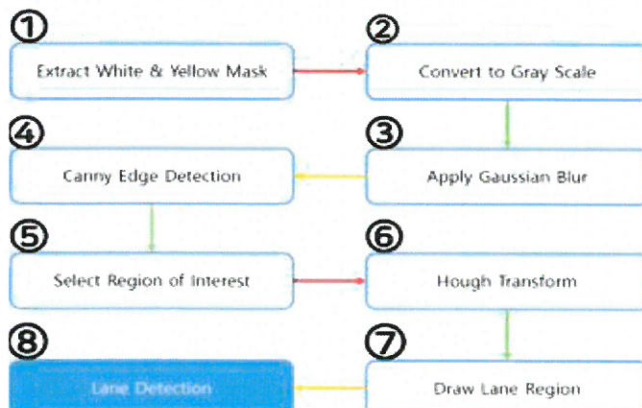 ① Extract White & Yellow Mask
② Convert to Gray Scale
③ Apply Gaussian Blur
④ Canny Edge Detection
⑤ Select Region of Interest
⑥ Hough Transform
⑦ Draw Lane Region
⑧ Lane Detection